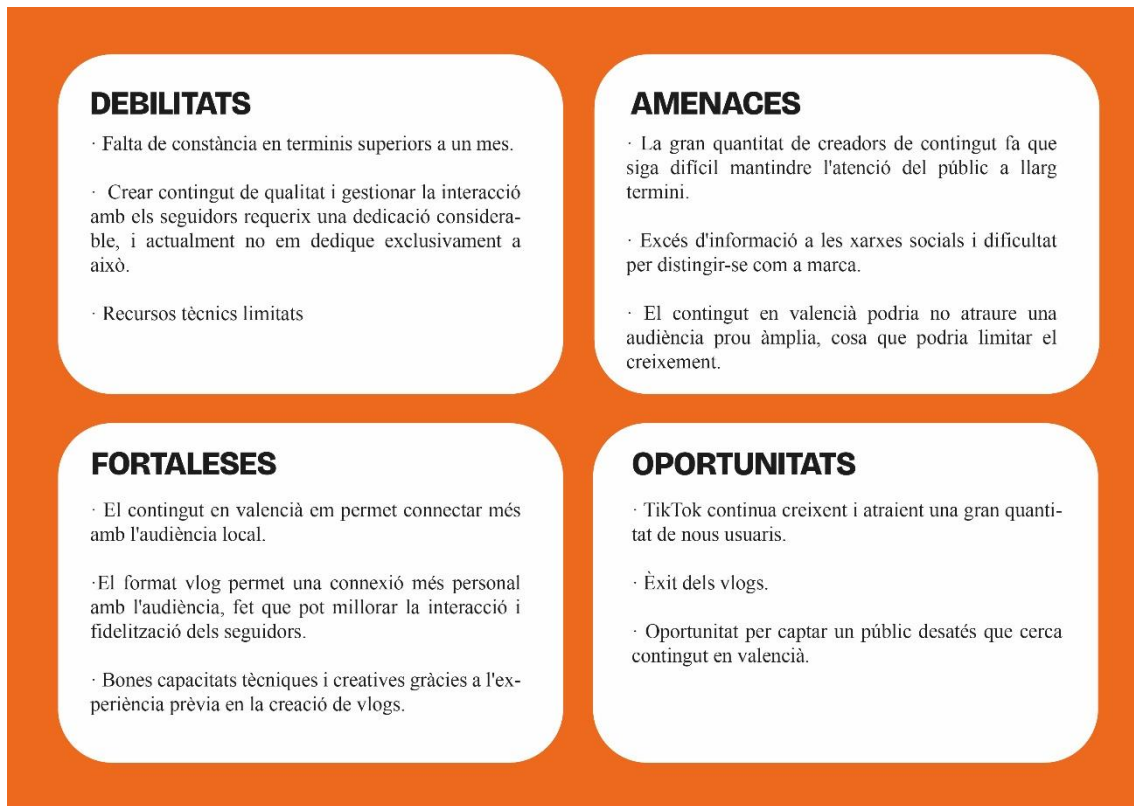 DEBILITATS
· Falta de constància en terminis superiors a un mes.
· Crear contingut de qualitat i gestionar la interacció
amb els seguidors requerix una dedicació considera-
ble, i actualment no em dedique exclusivament a
això.
· Recursos tècnics limitats
AMENACES
· La gran quantitat de creadors de contingut fa que
siga difícil mantindre l'atenció del públic a llarg
termini.
· Excés d'informació a les xarxes socials i dificultat
per distingir-se com a marca.
· El contingut en valencià podria no atraure una
audiència prou àmplia, cosa que podria limitar el
creixement.
FORTALESES
· El contingut en valencià em permet connectar més
amb l'audiència local.
·El format vlog permet una connexió més personal
amb l'audiència, fet que pot millorar la interacció i
fidelització dels seguidors.
· Bones capacitats tècniques i creatives gràcies a l'ex-
periència prèvia en la creació de vlogs.
OPORTUNITATS
· TikTok continua creixent i atraient una gran quanti-
tat de nous usuaris.
· Èxit dels vlogs.
· Oportunitat per captar un públic desatés que cerca
contingut en valencià.